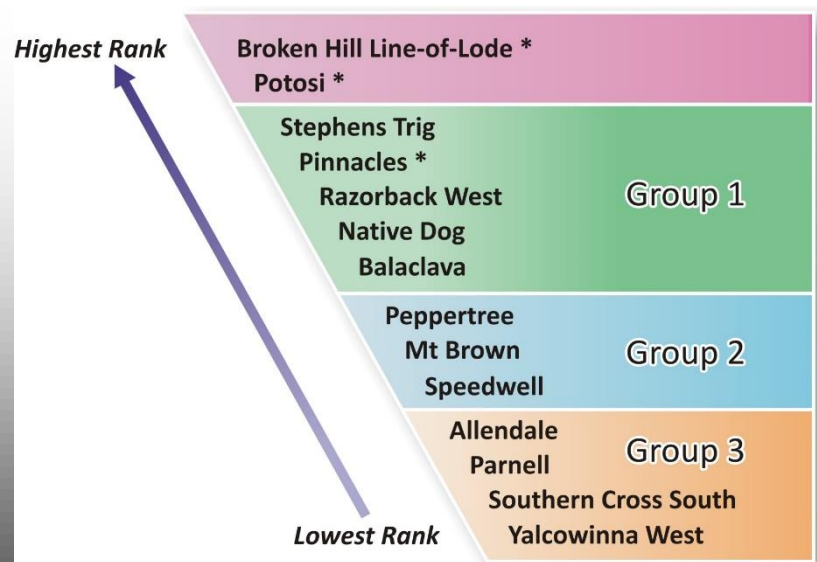 Highest Rank
Broken Hill Line-of-Lode *
Potosi *
Stephens Trig
Pinnacles *
Razorback West
Native Dog
Balaclava
Group 1
Peppertree
Mt Brown
Speedwell
Group 2
Allendale
Parnell
Southern Cross South
Yalcowinna West
Group 3
Lowest Rank